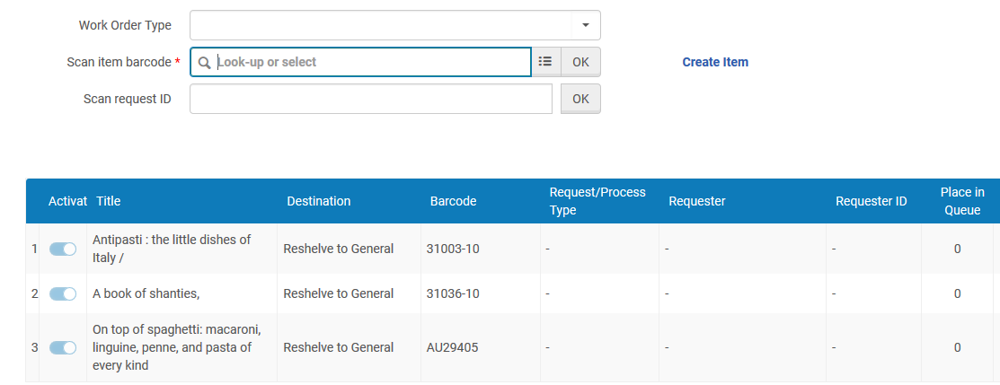 Work Order Type
Scan item barcode * Look-up or select OK Create Item
Scan request ID OK
Activat Title Destination Barcode Request/Process Type Requester Requester ID Place in Queue
1 Antipasti : the little dishes of Italy / Reshelve to General 31003-10 - - - 0
2 A book of shanties, Reshelve to General 31036-10 - - - 0
3 On top of spaghetti: macaroni, linguine, penne, and pasta of every kind Reshelve to General AU29405 - - - 0